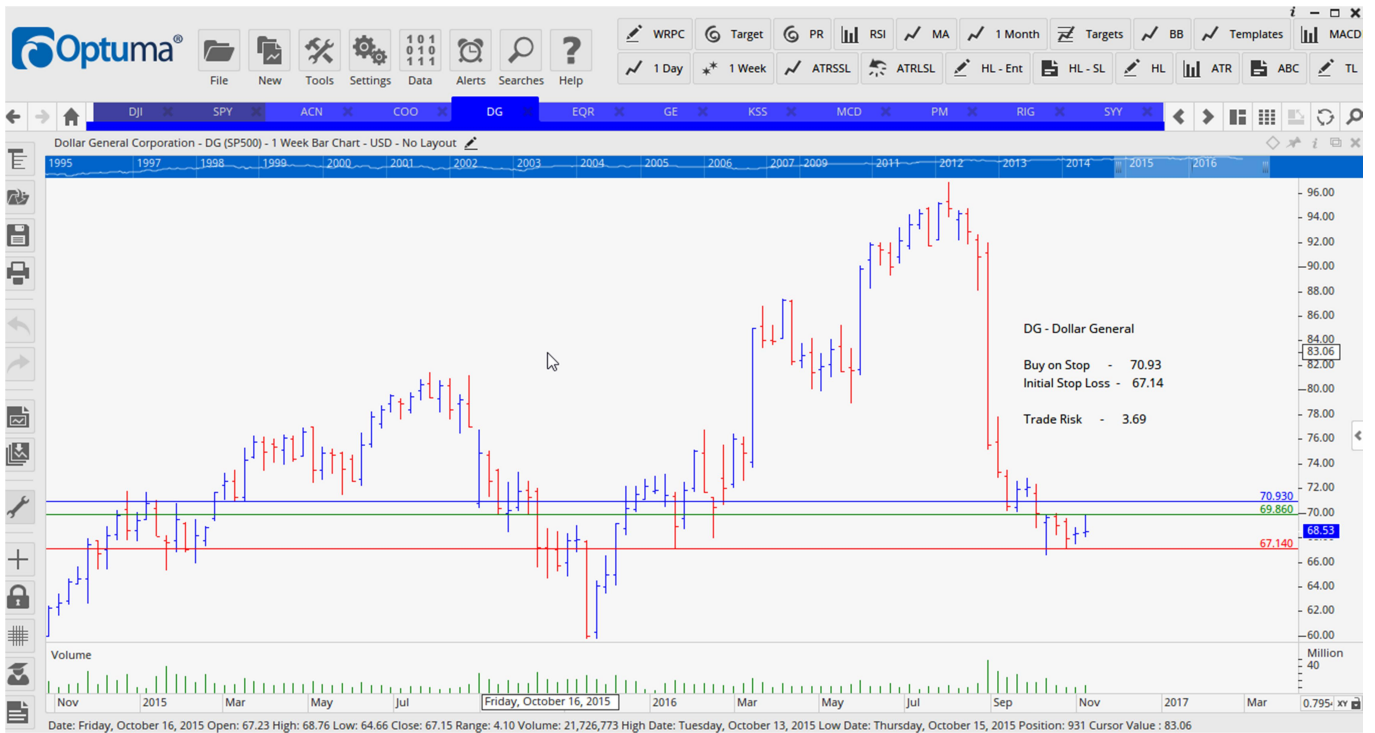 i
Optuma®
File New Tools Settings Data Alerts Searches Help
101
010
111
WRPC Target PR RSI MA 1 Month Targets BB Templates MACD
1 Day 1 Week ATRSSL ATRLSL HL - Ent HL - SL HL ATR ABC TL
DJI SPY ACN COO DG EQR GE KSS MCD PM RIG SYY
Dollar General Corporation - DG (SP500) - 1 Week Bar Chart - USD - No Layout
1995 1997 1998 1999 2000 2001 2002 2003 2004 2005 2006 2007 2009 2011 2012 2013 2014 2015 2016
96.00
94.00
92.00
90.00
88.00
86.00
84.00
83.06
82.00
80.00
78.00
76.00
74.00
72.00
70.00
68.53
66.00
64.00
62.00
60.00
DG - Dollar General
Buy on Stop - 70.93
Initial Stop Loss - 67.14
Trade Risk - 3.69
70.930
69.860
67.140
Volume
Million
40
Nov 2015 Mar May Jul Friday, October 16, 2015 2016 Mar May Jul Sep Nov 2017 Mar 0.795 XY
Date: Friday, October 16, 2015 Open: 67.23 High: 68.76 Low: 64.66 Close: 67.15 Range: 4.10 Volume: 21,726,773 High Date: Tuesday, October 13, 2015 Low Date: Thursday, October 15, 2015 Position: 931 Cursor Value : 83.06